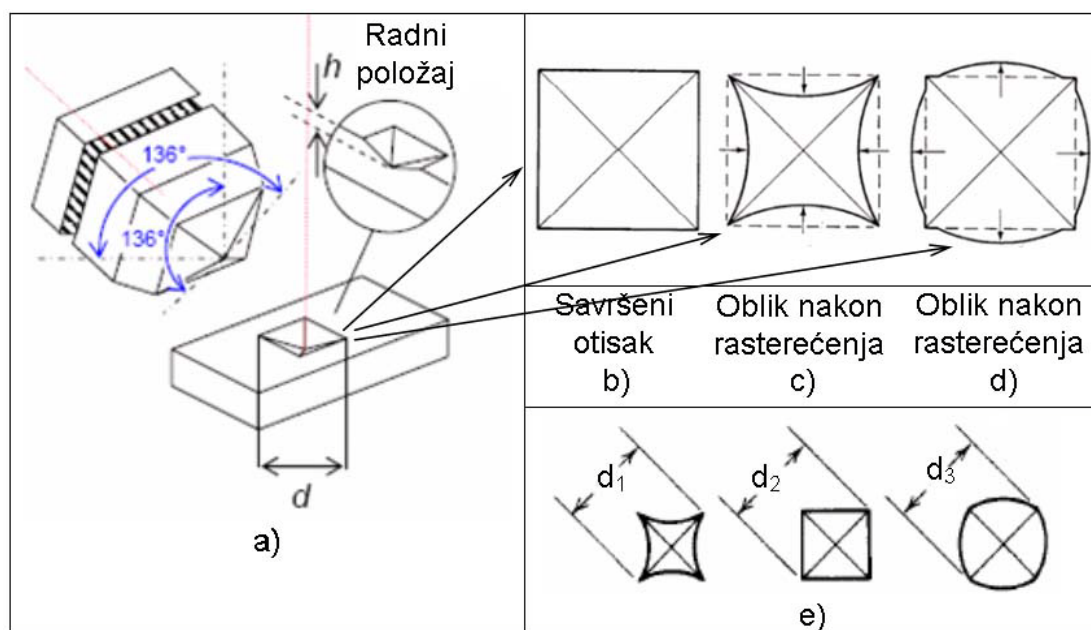 Radni
položaj
h
136°
136°
d
a)
Savršeni
otisak
b)
Oblik nakon
rasterećenja
c)
Oblik nakon
rasterećenja
d)
d₁
d₂
d₃
e)